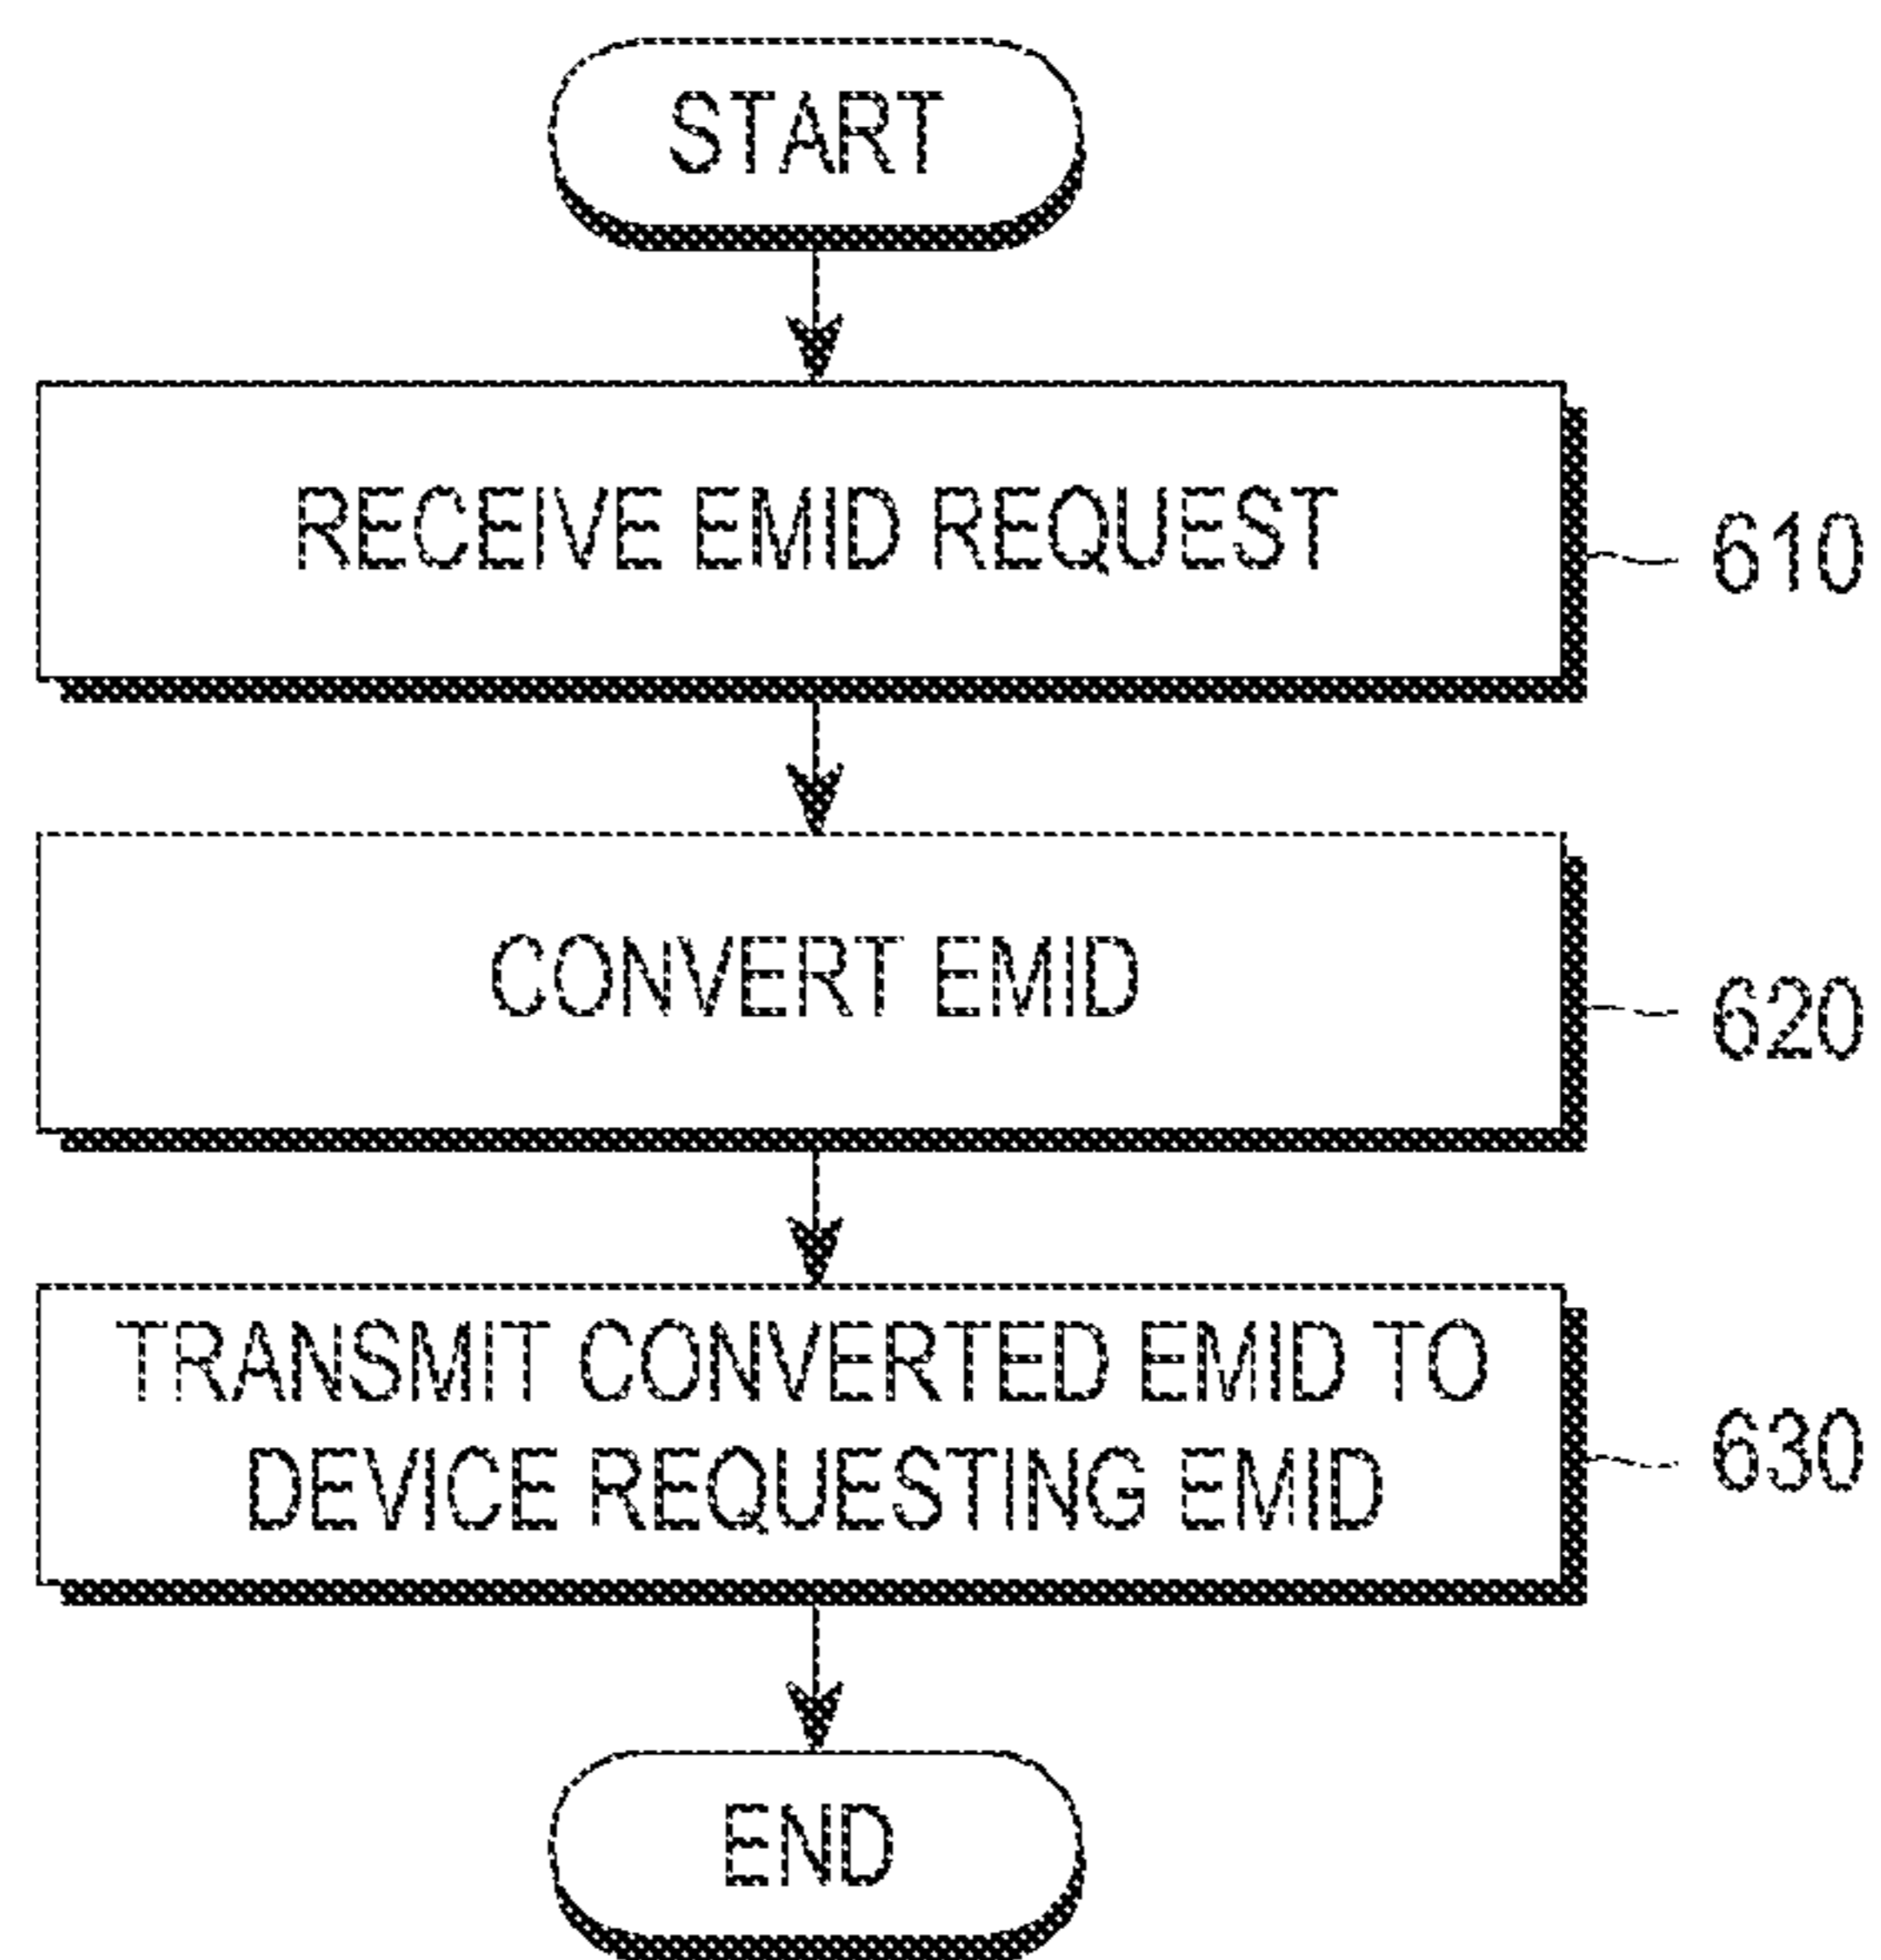 START
RECEIVE EMID REQUEST
610
CONVERT EMID
620
TRANSMIT CONVERTED EMID TO
DEVICE REQUESTING EMID
630
END